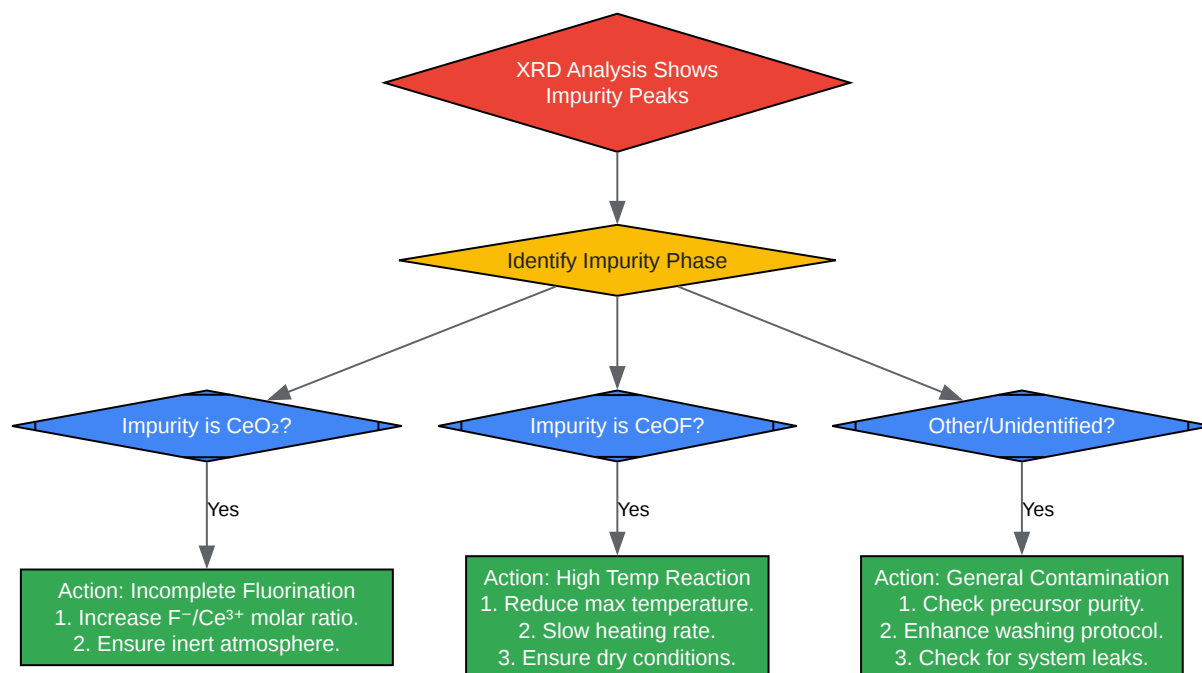 XRD Analysis Shows
Impurity Peaks
Identify Impurity Phase
Impurity is CeO₂?
Impurity is CeOF?
Other/Unidentified?
Yes
Yes
Yes
Action: Incomplete Fluorination
1. Increase F⁻/Ce³⁺ molar ratio.
2. Ensure inert atmosphere.
Action: High Temp Reaction
1. Reduce max temperature.
2. Slow heating rate.
3. Ensure dry conditions.
Action: General Contamination
1. Check precursor purity.
2. Enhance washing protocol.
3. Check for system leaks.